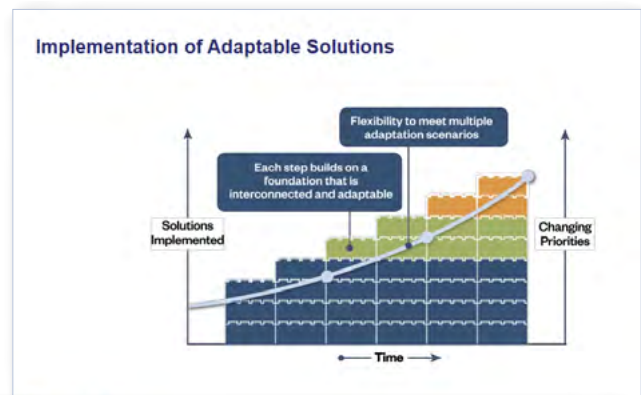 Implementation of Adaptable Solutions
Flexibility to meet multiple
adaptation scenarios
Each step builds on a
foundation that is
interconnected and adaptable
Solutions
Implemented
Changing
Priorities
Time